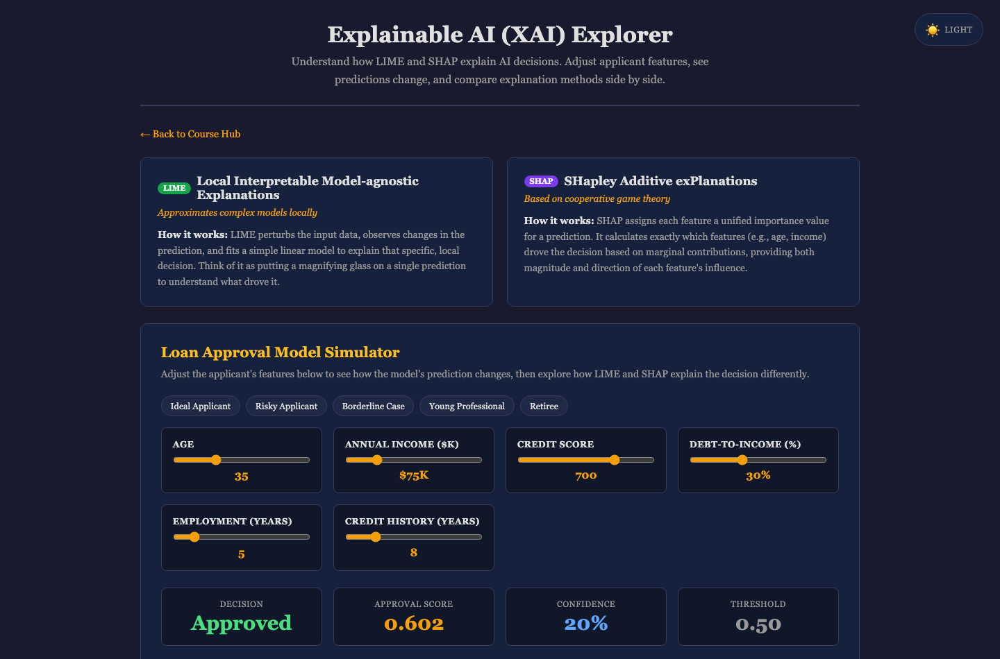 Explainable AI (XAI) Explorer
LIGHT
Understand how LIME and SHAP explain AI decisions. Adjust applicant features, see
predictions change, and compare explanation methods side by side.
← Back to Course Hub
LIME
Local Interpretable Model-agnostic
Explanations
Approximates complex models locally
How it works: LIME perturbs the input data, observes changes in the
prediction, and fits a simple linear model to explain that specific, local
decision. Think of it as putting a magnifying glass on a single prediction
to understand what drove it.
SHAP SHapley Additive exPlanations
Based on cooperative game theory
How it works: SHAP assigns each feature a unified importance value
for a prediction. It calculates exactly which features (e.g., age, income)
drove the decision based on marginal contributions, providing both
magnitude and direction of each feature's influence.
Loan Approval Model Simulator
Adjust the applicant's features below to see how the model's prediction changes, then explore how LIME and SHAP explain the decision differently.
Ideal Applicant
Risky Applicant
Borderline Case
Young Professional
Retiree
AGE
35
ANNUAL INCOME ($K)
$75K
CREDIT SCORE
700
DEBT-TO-INCOME (%)
30%
EMPLOYMENT (YEARS)
5
CREDIT HISTORY (YEARS)
8
DECISION
Approved
APPROVAL SCORE
0.602
CONFIDENCE
20%
THRESHOLD
0.50